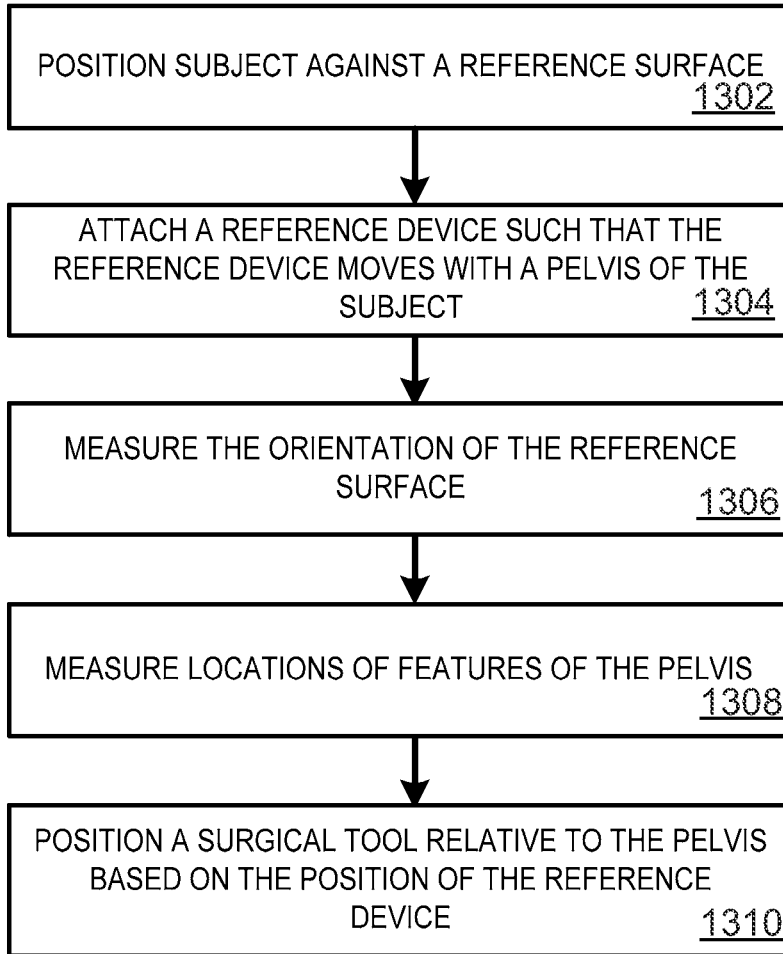 POSITION SUBJECT AGAINST A REFERENCE SURFACE
1302
ATTACH A REFERENCE DEVICE SUCH THAT THE
REFERENCE DEVICE MOVES WITH A PELVIS OF THE
SUBJECT
1304
MEASURE THE ORIENTATION OF THE REFERENCE
SURFACE
1306
MEASURE LOCATIONS OF FEATURES OF THE PELVIS
1308
POSITION A SURGICAL TOOL RELATIVE TO THE PELVIS
BASED ON THE POSITION OF THE REFERENCE
DEVICE
1310